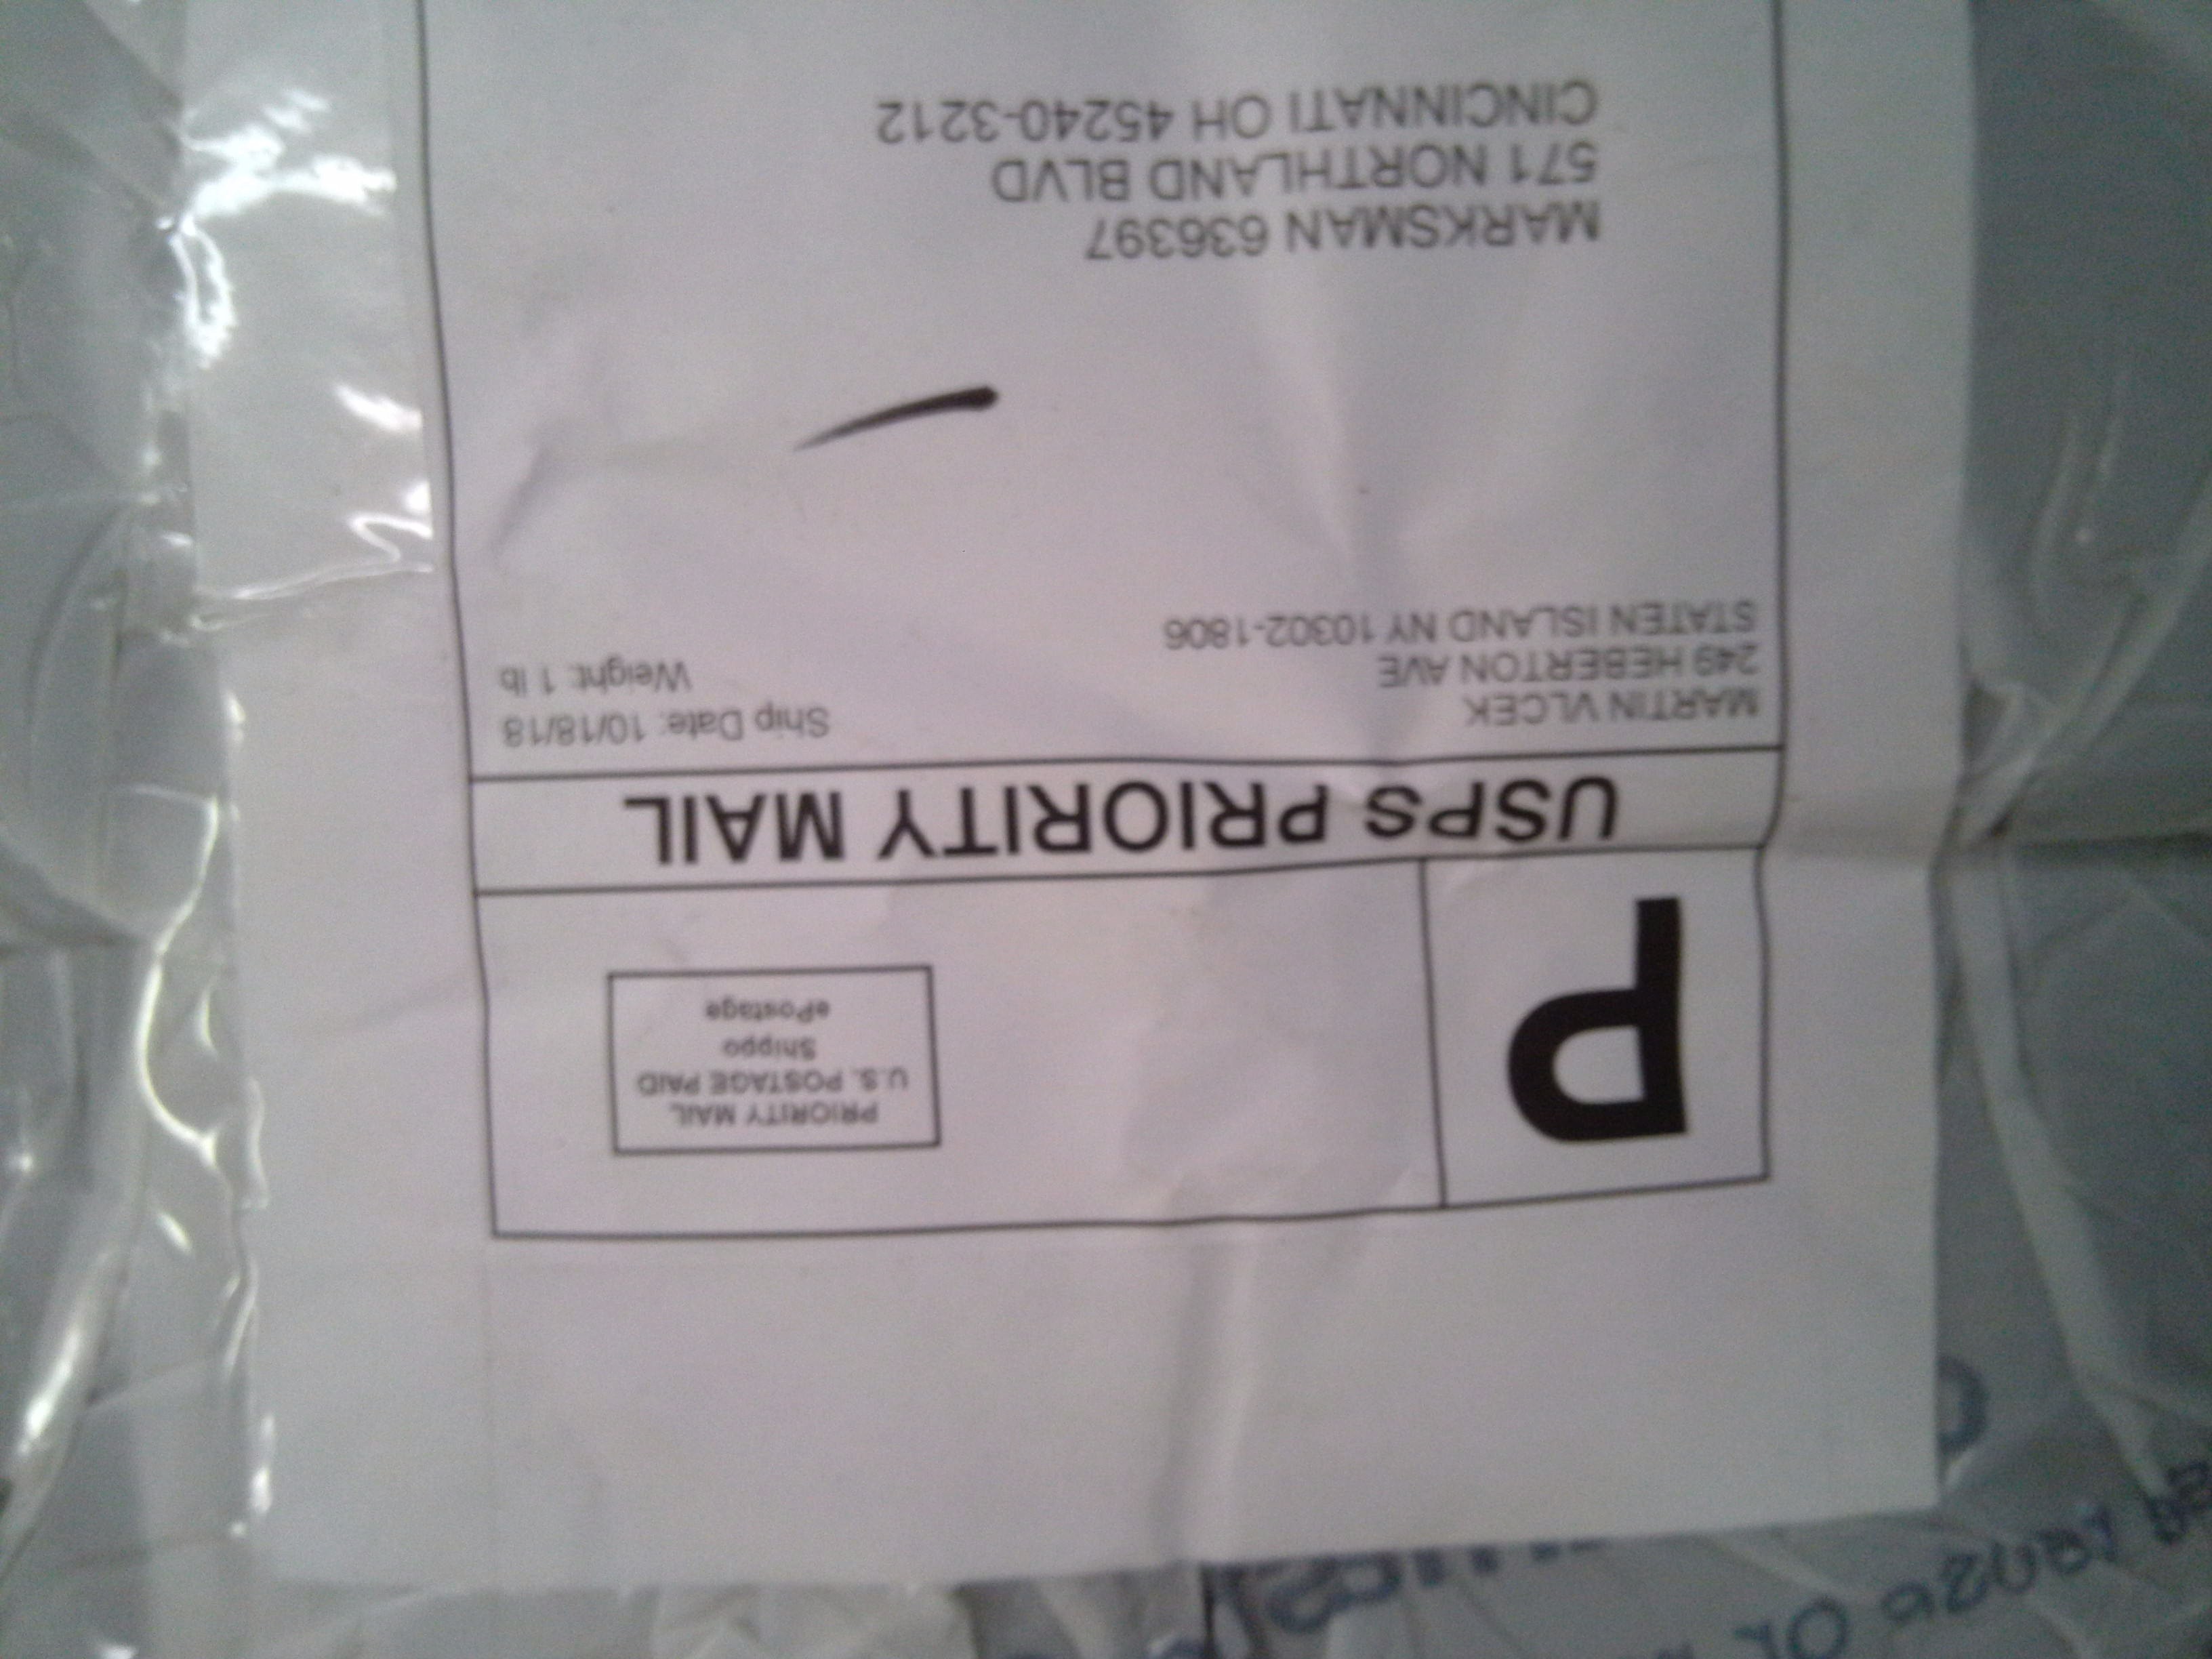 P
PRIORITY MAIL
U.S. POSTAGE PAID
Shippo
ePostage
USPS PRIORITY MAIL
MARTIN VLCEK
249 HEBERTON AVE
STATEN ISLAND NY 10302-1806
Ship Date: 10/18/18
Weight: 1 lb
MARKSMAN 636397
571 NORTHLAND BLVD
CINCINNATI OH 45240-3212